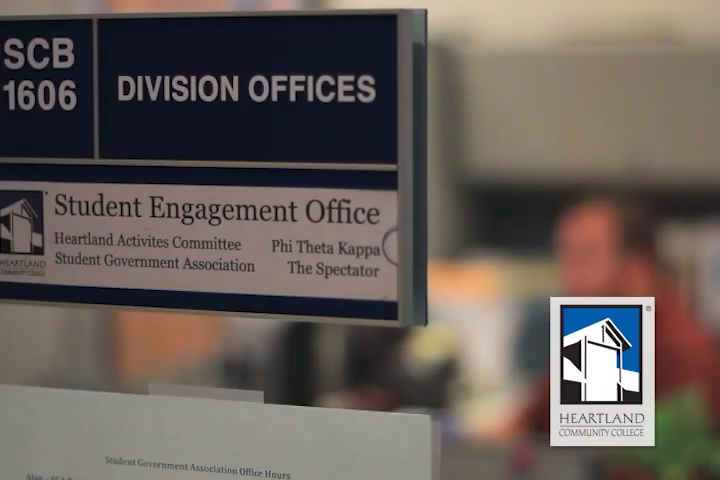 SCB
1606
DIVISION OFFICES
Student Engagement Office
Heartland Activites Committee
Phi Theta Kappa
Student Government Association
The Spectator
HEARTLAND
COMMUNITY COLLEGE
Student Government Association Office Hours
HEARTLAND
COMMUNITY COLLEGE
®